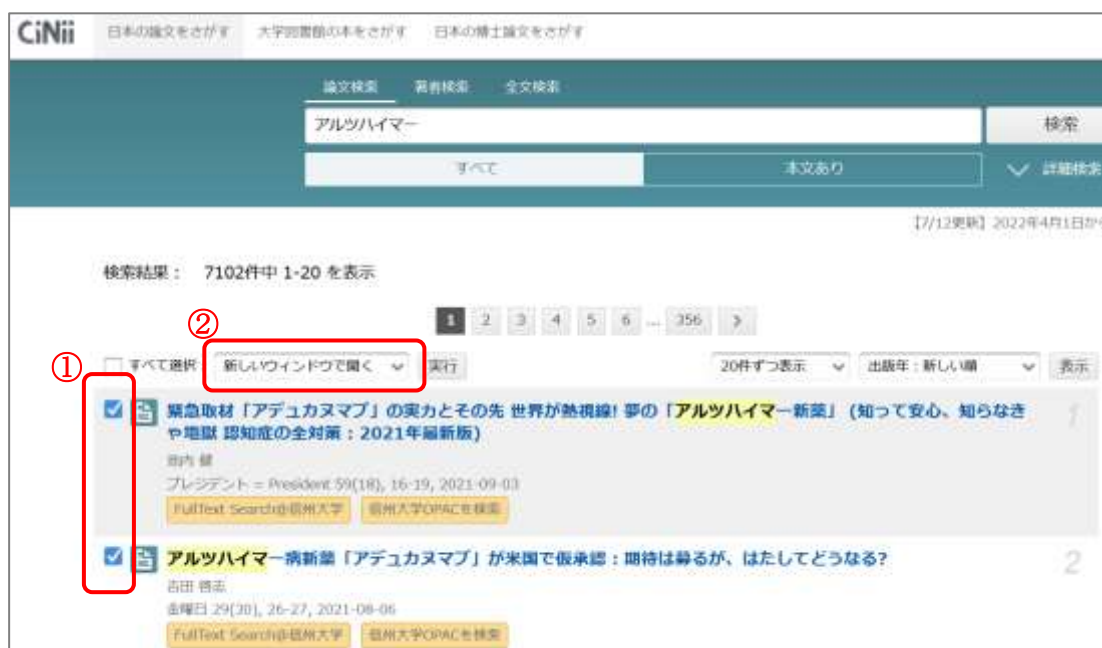 CiNii 日本の論文をさがす 大学図書館の本をさがす 日本の博士論文をさがす
論文検索 著者検索 全文検索
アルツハイマー 検索
すべて 本文あり 詳細検索
【7/12更新】2022年4月1日から
検索結果： 7102件中 1-20 を表示
②
1 2 3 4 5 6 ... 356 >
① すべて選択: 新しいウィンドウで開く 実行 20件ずつ表示 出版年：新しい順 表示
緊急取材「アデュカヌマブ」の実力とその先 世界が熱視線! 夢の「アルツハイマー新薬」 (知って安心、知らなき 1
ゃ地獄 認知症の全対策：2021年最新版)
田内 健
プレジデント = President 59(18), 16-19, 2021-09-03
FullText Search@信州大学 信州大学OPACを検索
アルツハイマー病新薬「アデュカヌマブ」が米国で仮承認：期待は募るが、はたしてどうなる? 2
吉田 啓志
金曜日 29(30), 26-27, 2021-08-06
FullText Search@信州大学 信州大学OPACを検索